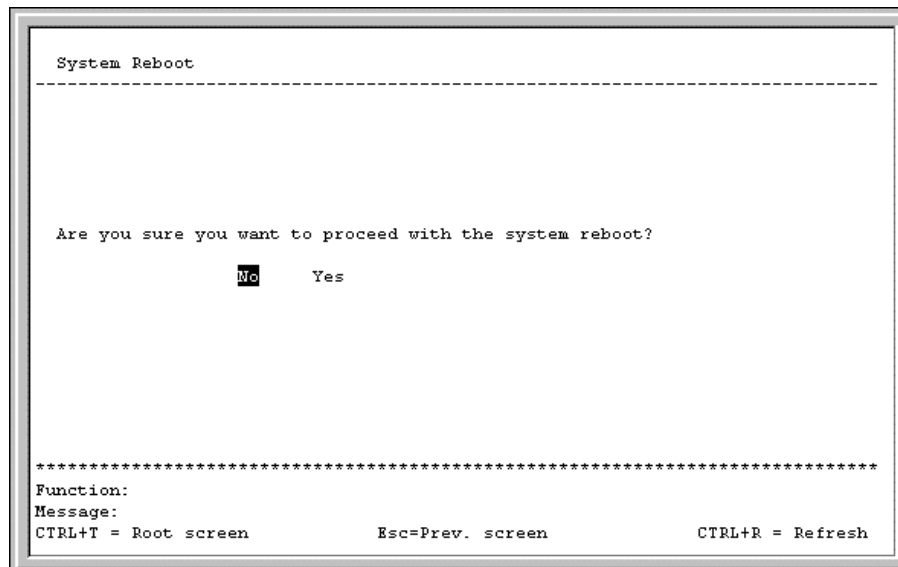 System Reboot
--------------------------------------------------------------------------------
Are you sure you want to proceed with the system reboot?
No Yes
********************************************************************************
Function:
Message:
CTRL+T = Root screen Esc=Prev. screen CTRL+R = Refresh